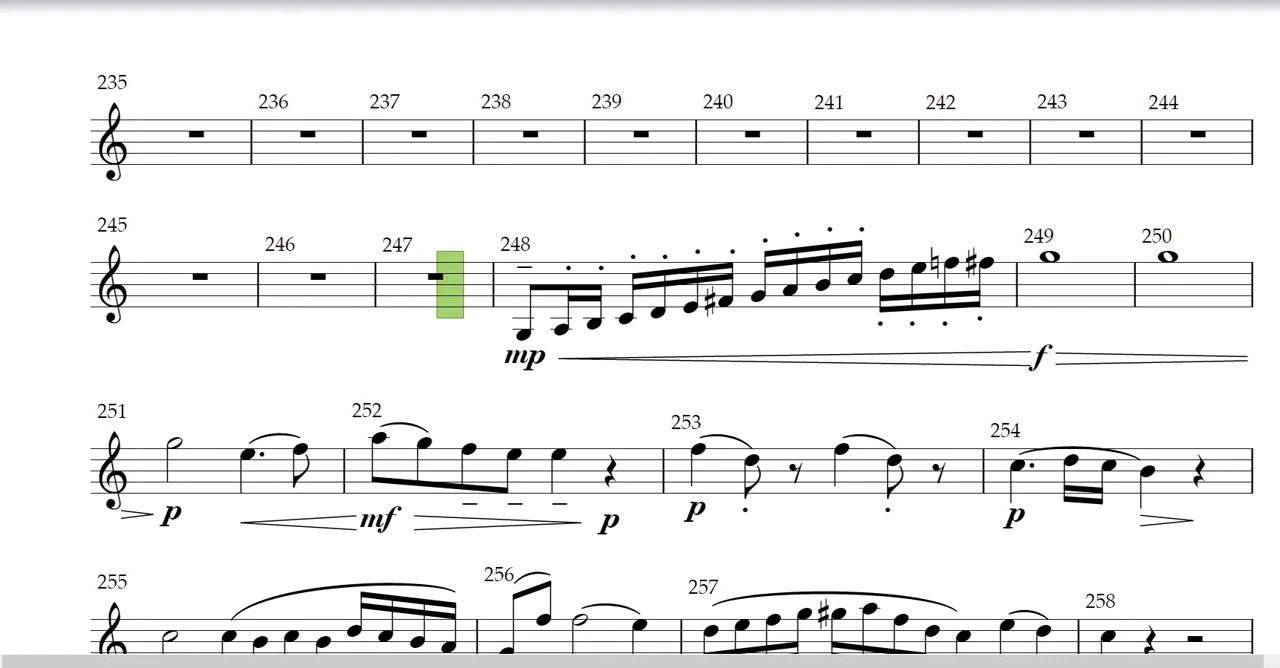 235
236 237 238 239 240 241 242 243 244
245
246 247 248 249 250
mp f
251 252 253 254
p mf p p p
255 256 257 258